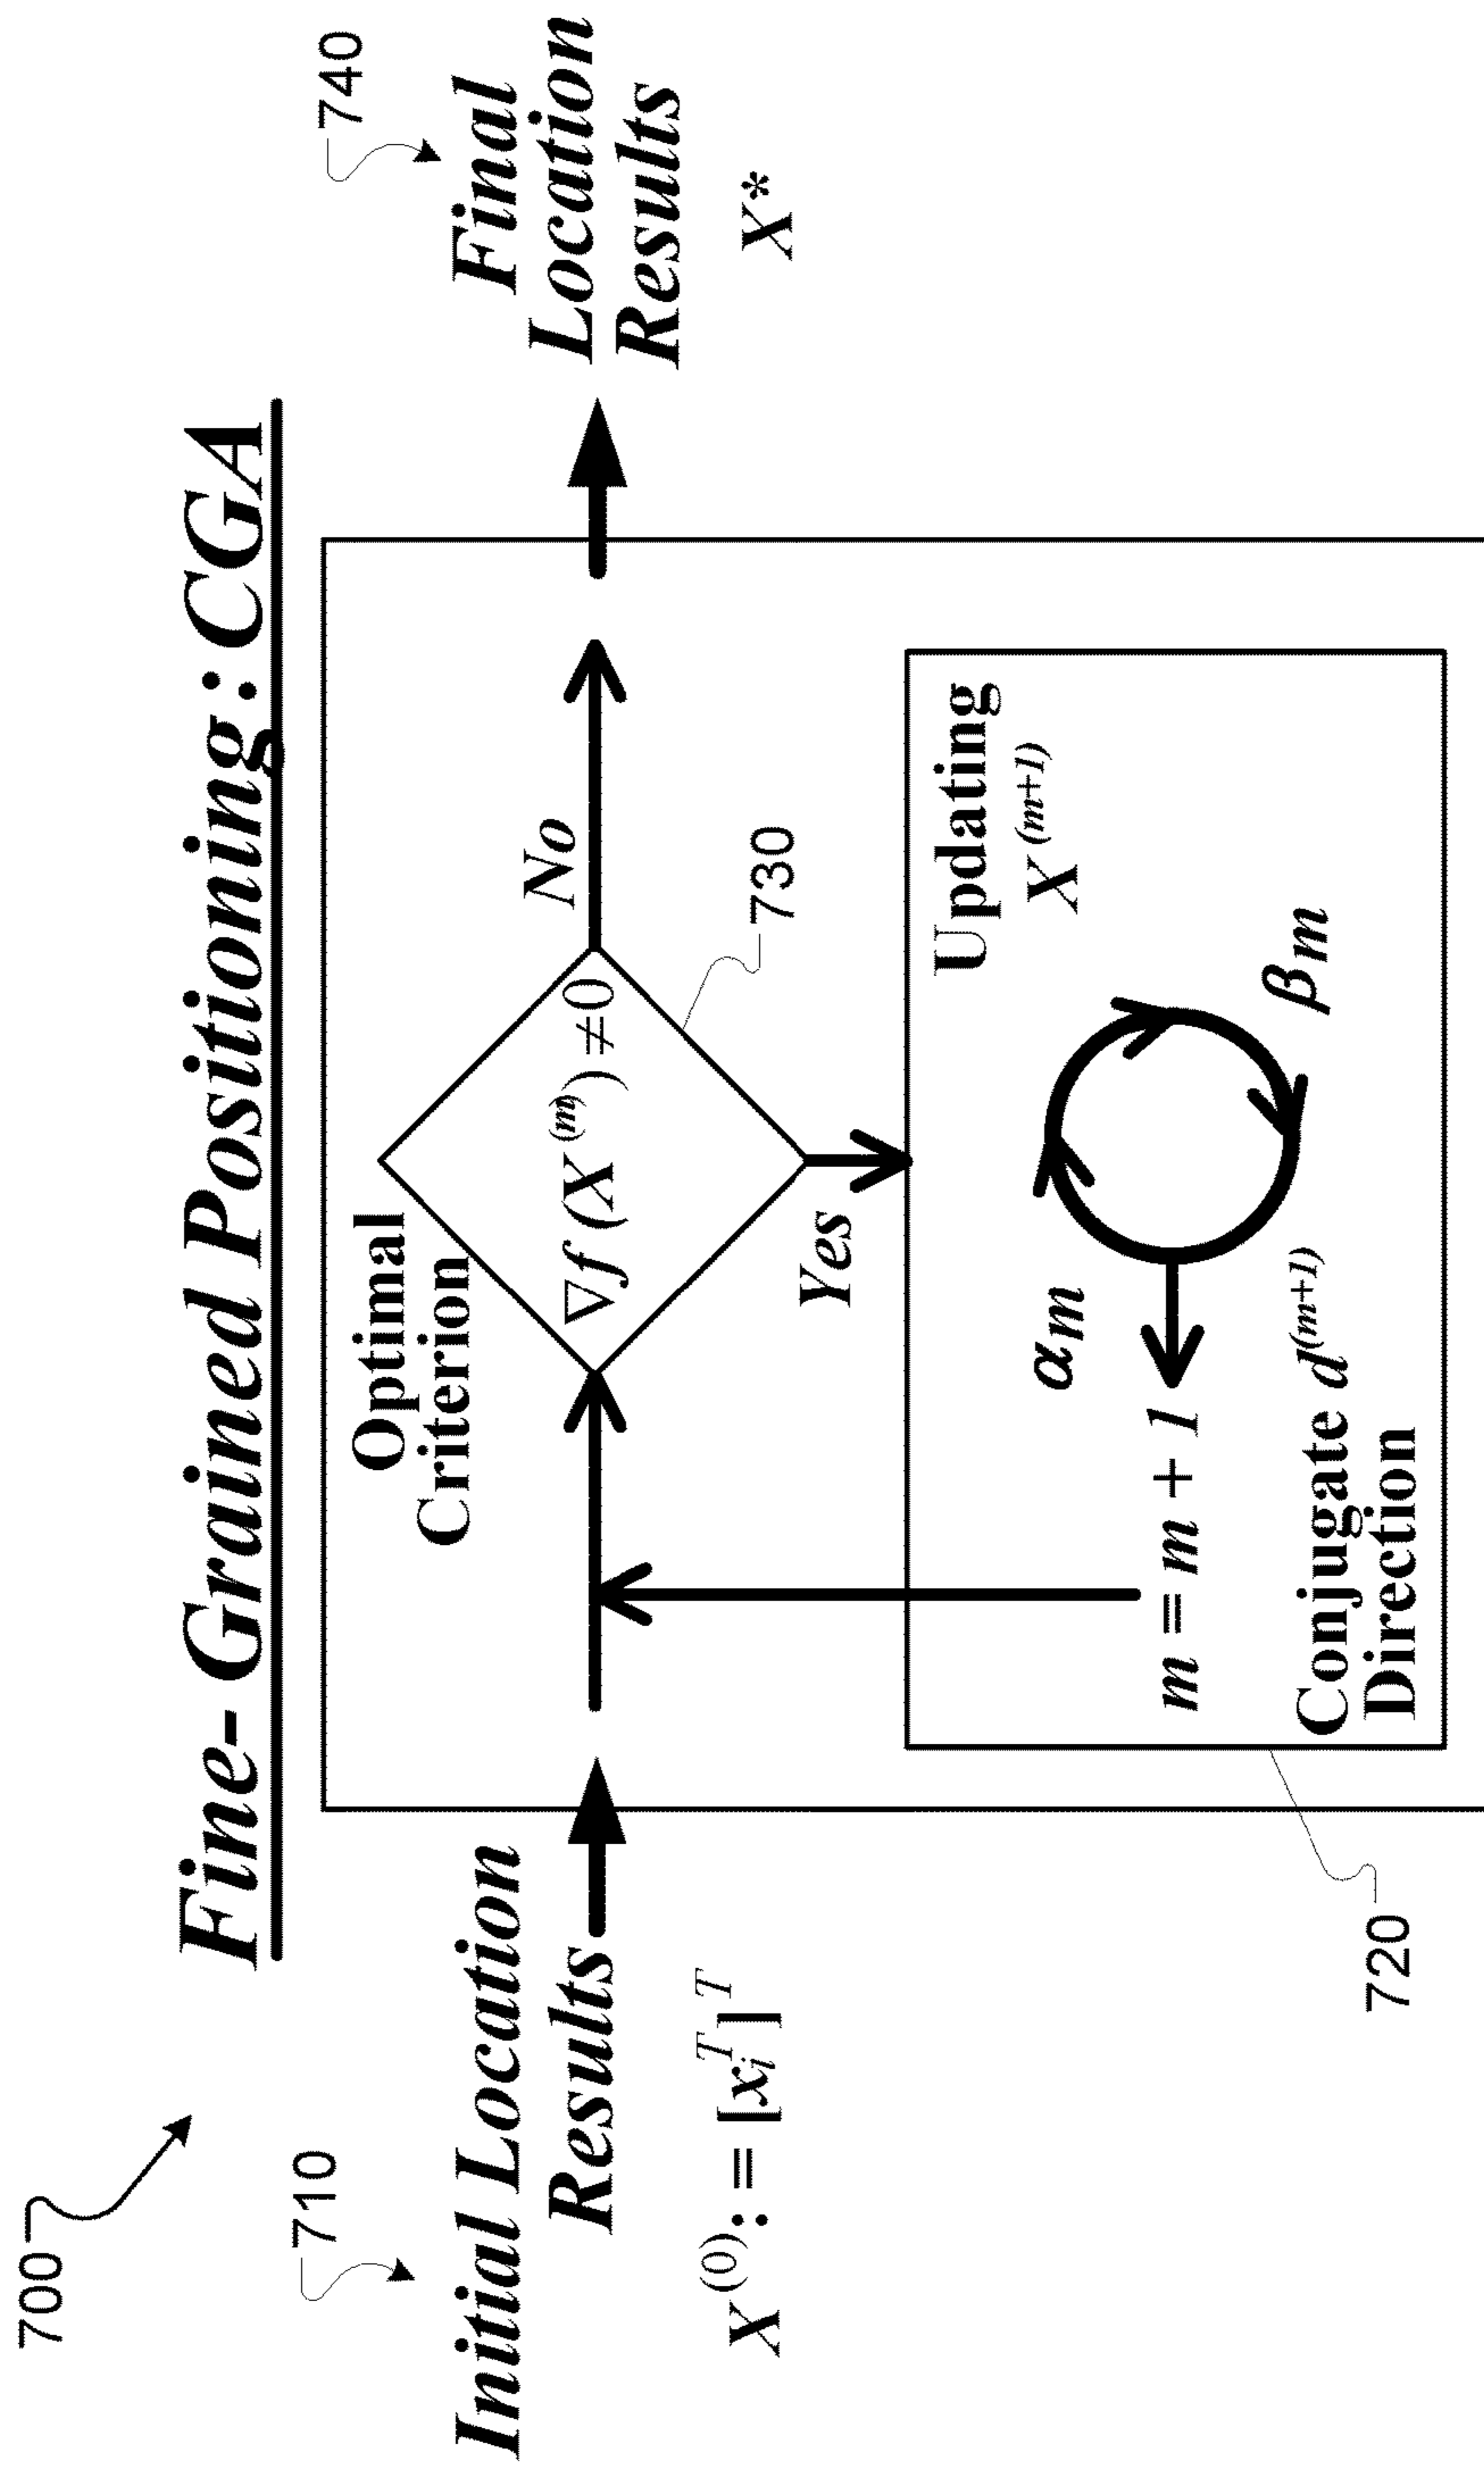 700
Fine- Grained Positioning: CGA
710
Initial Location
Results
X^(0) := [x_i^T]^T
Optimal
Criterion
∇f (X^(m)) ≠0
No
730
Yes
Updating
X^(m+1)
α_m
β_m
m = m + 1
Conjugate d^(m+1)
Direction
720
740
Final
Location
Results
X*